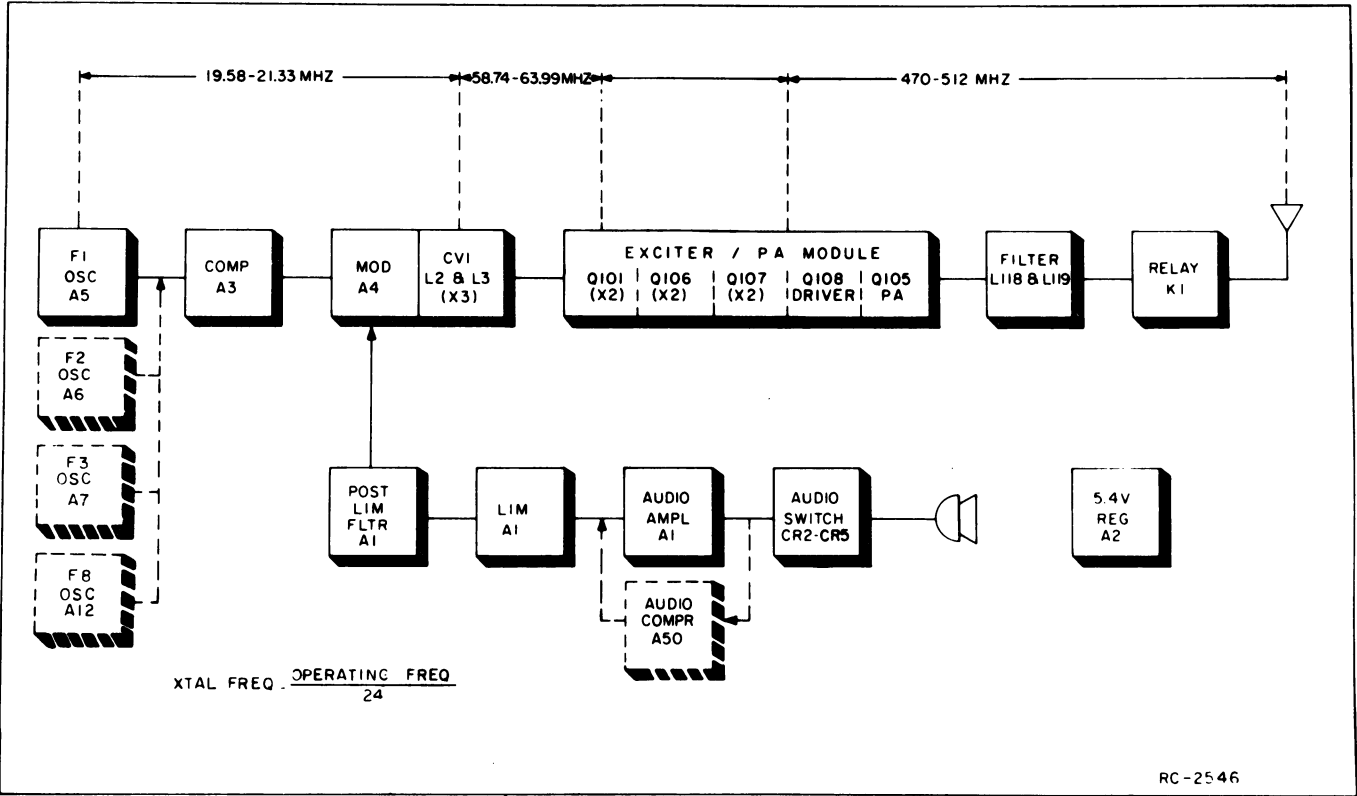 19.58-21.33 MHZ
58.74-63.99MHZ
470-512 MHZ
F1
OSC
A5
COMP
A3
MOD
A4
CV1
L2 & L3
(X3)
EXCITER / PA MODULE
Q101
(X2)
Q106
(X2)
Q107
(X2)
Q108
DRIVER
Q105
PA
FILTER
L118 & L119
RELAY
K1
F2
OSC
A6
F3
OSC
A7
F8
OSC
A12
POST
LIM
FLTR
A1
LIM
A1
AUDIO
AMPL
A1
AUDIO
SWITCH
CR2-CR5
5.4V
REG
A2
AUDIO
COMPR
A50
XTAL FREQ = OPERATING FREQ
24
RC-2546